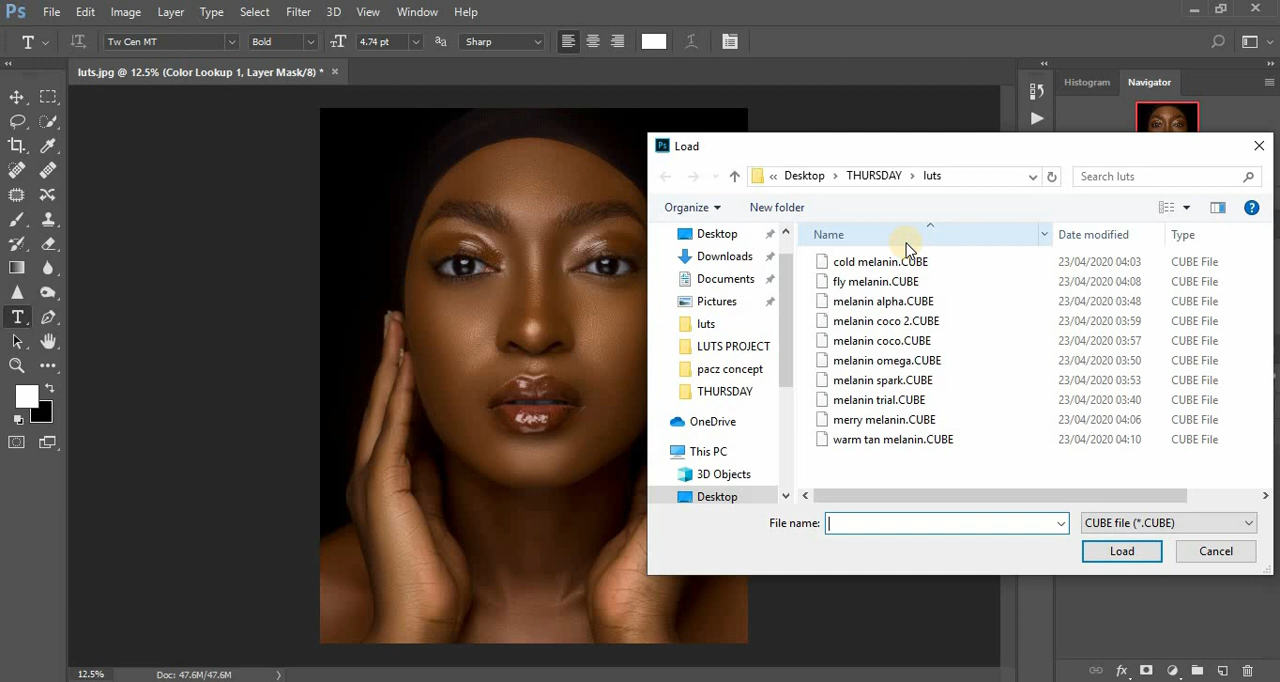 Ps File Edit Image Layer Type Select Filter 3D View Window Help
T T Tw Cen MT Bold TT 4.74 pt aa Sharp
luts.jpg @ 12.5% (Color Lookup 1, Layer Mask/8) * × Histogram Navigator
Ps Load
« Desktop › THURSDAY › luts Search luts
Organize New folder
Name Date modified Type
Desktop
Downloads
Documents
Pictures
luts
LUTS PROJECT
pacz concept
THURSDAY
OneDrive
This PC
3D Objects
Desktop
cold melanin.CUBE 23/04/2020 04:03 CUBE File
fly melanin.CUBE 23/04/2020 04:08 CUBE File
melanin alpha.CUBE 23/04/2020 03:48 CUBE File
melanin coco 2.CUBE 23/04/2020 03:59 CUBE File
melanin coco.CUBE 23/04/2020 03:57 CUBE File
melanin omega.CUBE 23/04/2020 03:50 CUBE File
melanin spark.CUBE 23/04/2020 03:53 CUBE File
melanin trial.CUBE 23/04/2020 03:40 CUBE File
merry melanin.CUBE 23/04/2020 04:06 CUBE File
warm tan melanin.CUBE 23/04/2020 04:10 CUBE File
File name: CUBE file (*.CUBE)
Load Cancel
12.5% Doc: 47.6M/47.6M fx